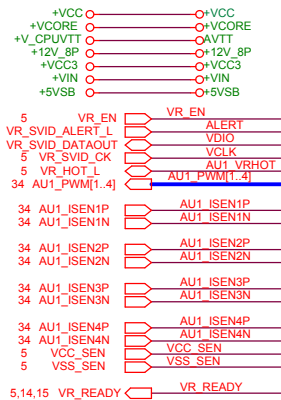 +VCC +VCC
+VCORE +VCORE
+V_CPUVTT AVTT
+12V_8P +12V_8P
+VCC3 +VCC3
+VIN +VIN
+5VSB +5VSB
5 VR_EN VR_EN
VR_SVID_ALERT_L ALERT
VR_SVID_DATAOUT VDIO
5 VR_SVID_CK VCLK
5 VR_HOT_L AU1_VRHOT
34 AU1_PWM[1..4] AU1_PWM[1..4]
34 AU1_ISEN1P AU1_ISEN1P
34 AU1_ISEN1N AU1_ISEN1N
34 AU1_ISEN2P AU1_ISEN2P
34 AU1_ISEN2N AU1_ISEN2N
34 AU1_ISEN3P AU1_ISEN3P
34 AU1_ISEN3N AU1_ISEN3N
34 AU1_ISEN4P AU1_ISEN4P
34 AU1_ISEN4N AU1_ISEN4N
5 VCC_SEN VCC_SEN
5 VSS_SEN VSS_SEN
5,14,15 VR_READY VR_READY